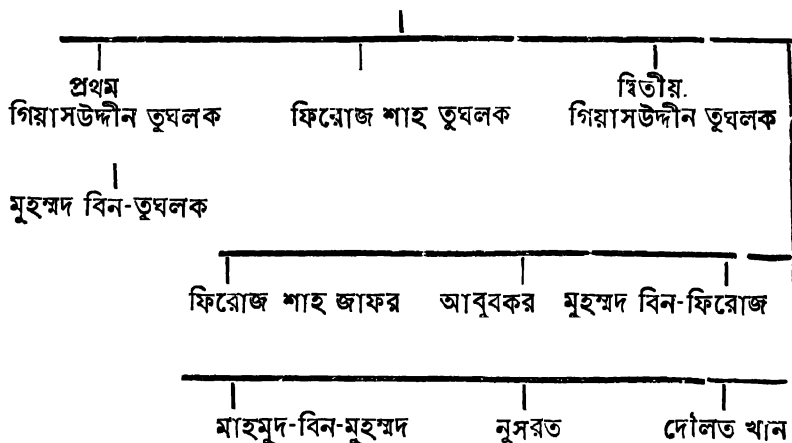 প্রথম দ্বিতীয়.
গিয়াসউদ্দীন তুঘলক ফিরোজ শাহ তুঘলক গিয়াসউদ্দীন তুঘলক
মুহম্মদ বিন-তুঘলক
ফিরোজ শাহ জাফর আবুবকর মুহম্মদ বিন-ফিরোজ
মাহমুদ-বিন-মুহম্মদ নুসরত দৌলত খান